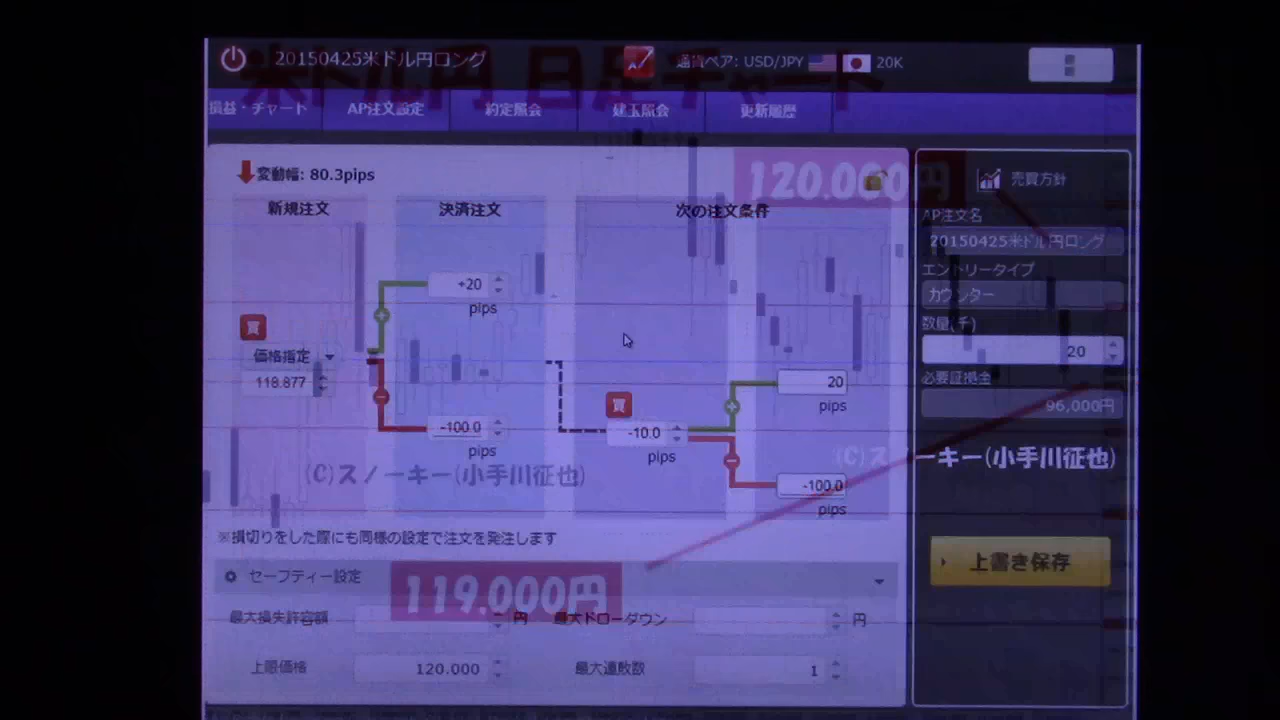 20150425米ドル円ロング
通貨ペア: USD/JPY 20K
米ドル円 日足チャート
損益・チャート AP注文設定 約定照会 建玉照会 更新履歴
変動幅: 80.3pips
120.000円
売買方針
新規注文 決済注文 次の注文条件
AP注文名
20150425米ドル円ロング
エントリータイプ
カウンター
数量(千)
20
必要証拠金
96,000円
+20
pips
買
価格指定
118.877
-100.0
pips
買
-10.0
pips
20
pips
-100.0
pips
(C)スノーキー(小手川征也)
(C)スノーキー(小手川征也)
※損切りをした際にも同様の設定で注文を発注します
上書き保存
セーフティー設定
119.000円
最大損失許容額 円 最大ドローダウン 円
上限価格 120.000 最大連敗数 1